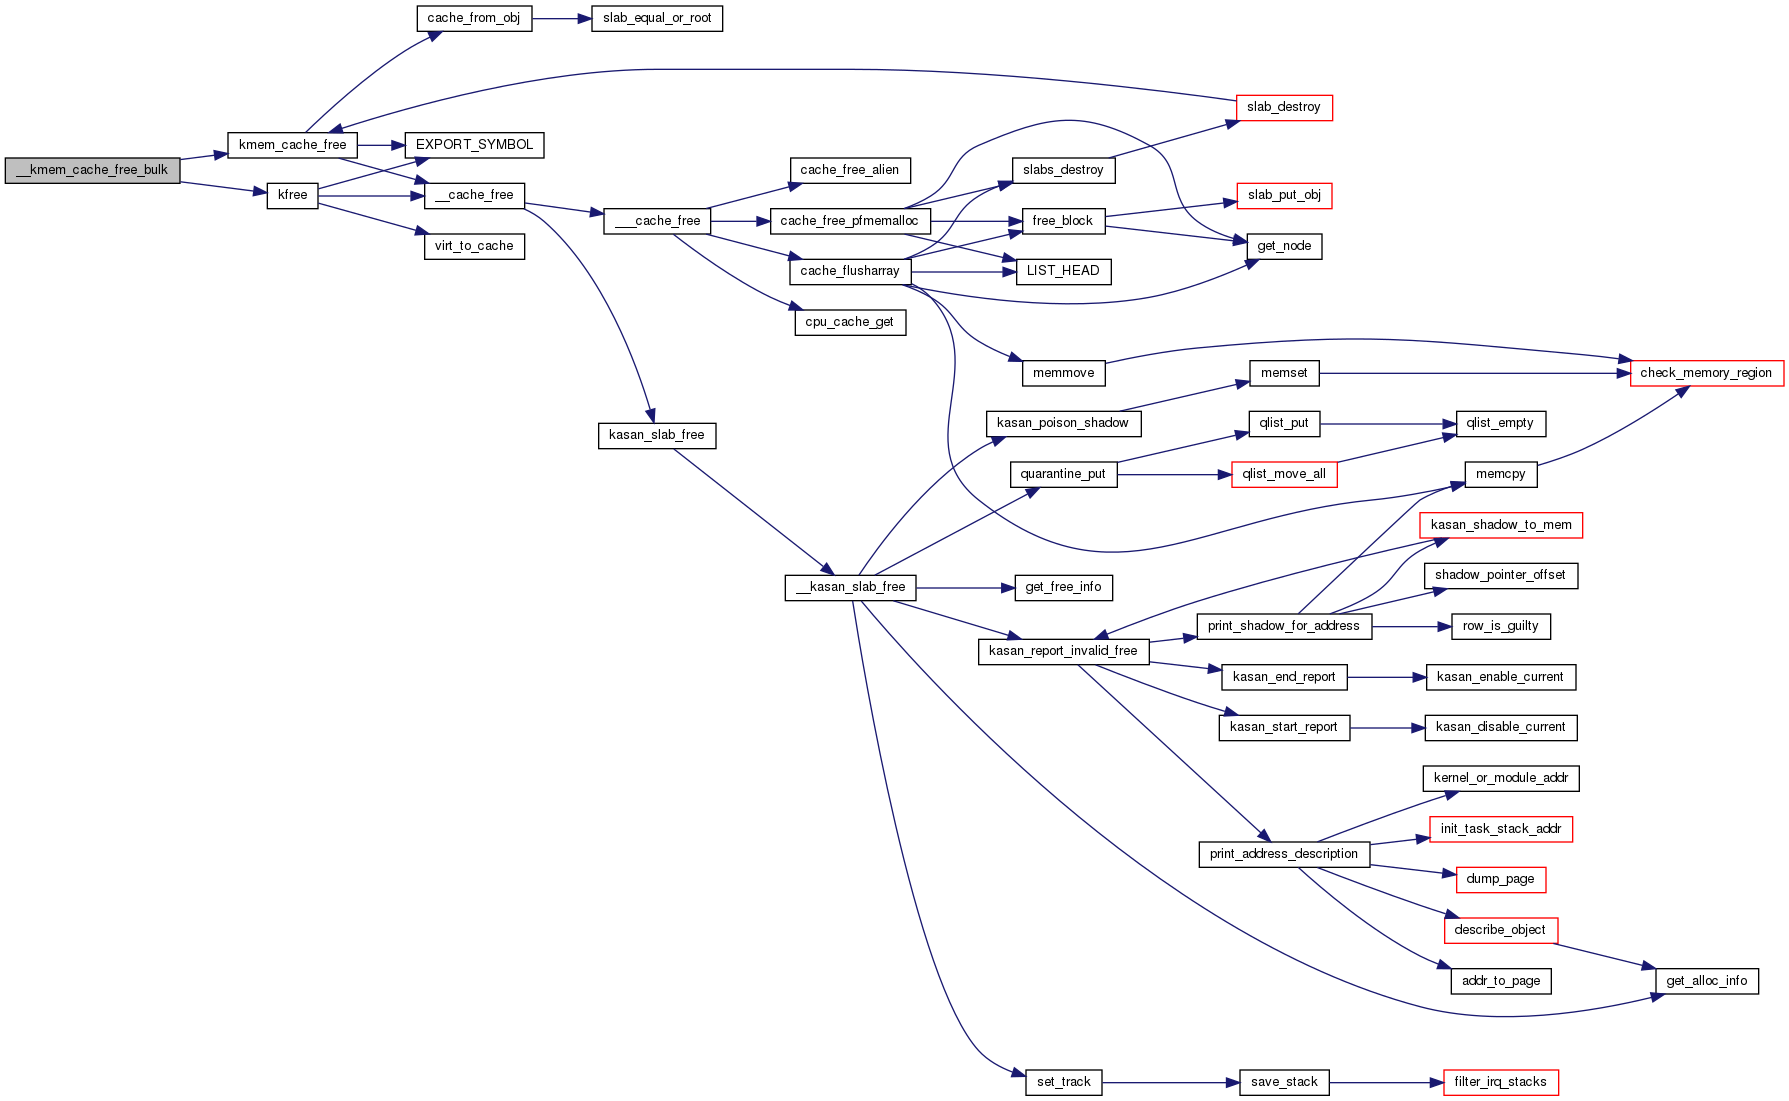 cache_from_obj
slab_equal_or_root
slab_destroy
kmem_cache_free
EXPORT_SYMBOL
__kmem_cache_free_bulk
cache_free_alien
slabs_destroy
kfree
__cache_free
slab_put_obj
___cache_free
cache_free_pfmemalloc
free_block
virt_to_cache
get_node
cache_flusharray
LIST_HEAD
cpu_cache_get
memmove
memset
check_memory_region
kasan_poison_shadow
qlist_put
qlist_empty
kasan_slab_free
quarantine_put
qlist_move_all
memcpy
kasan_shadow_to_mem
shadow_pointer_offset
__kasan_slab_free
get_free_info
print_shadow_for_address
row_is_guilty
kasan_report_invalid_free
kasan_end_report
kasan_enable_current
kasan_start_report
kasan_disable_current
kernel_or_module_addr
init_task_stack_addr
print_address_description
dump_page
describe_object
addr_to_page
get_alloc_info
set_track
save_stack
filter_irq_stacks